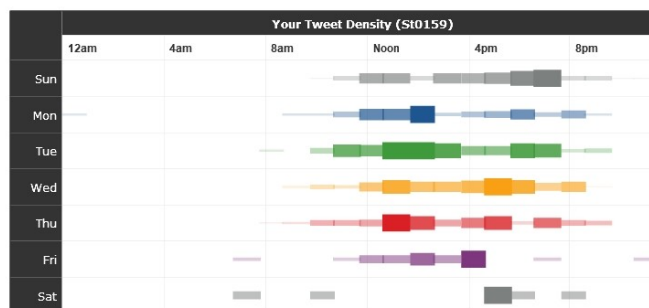 Your Tweet Density (St0159)
12am 4am 8am Noon 4pm 8pm
Sun
Mon
Tue
Wed
Thu
Fri
Sat